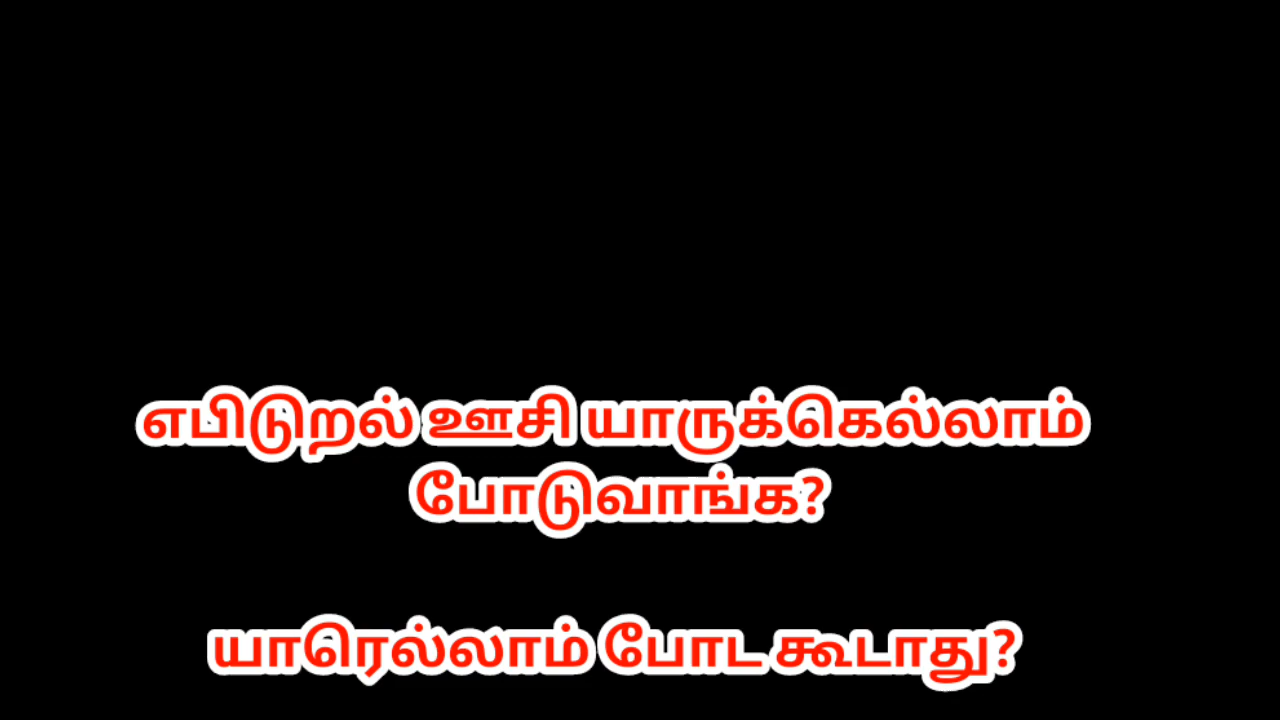 எபிடுறல் ஊசி யாருக்கெல்லாம்
போடுவாங்க?
யாரெல்லாம் போட கூடாது?